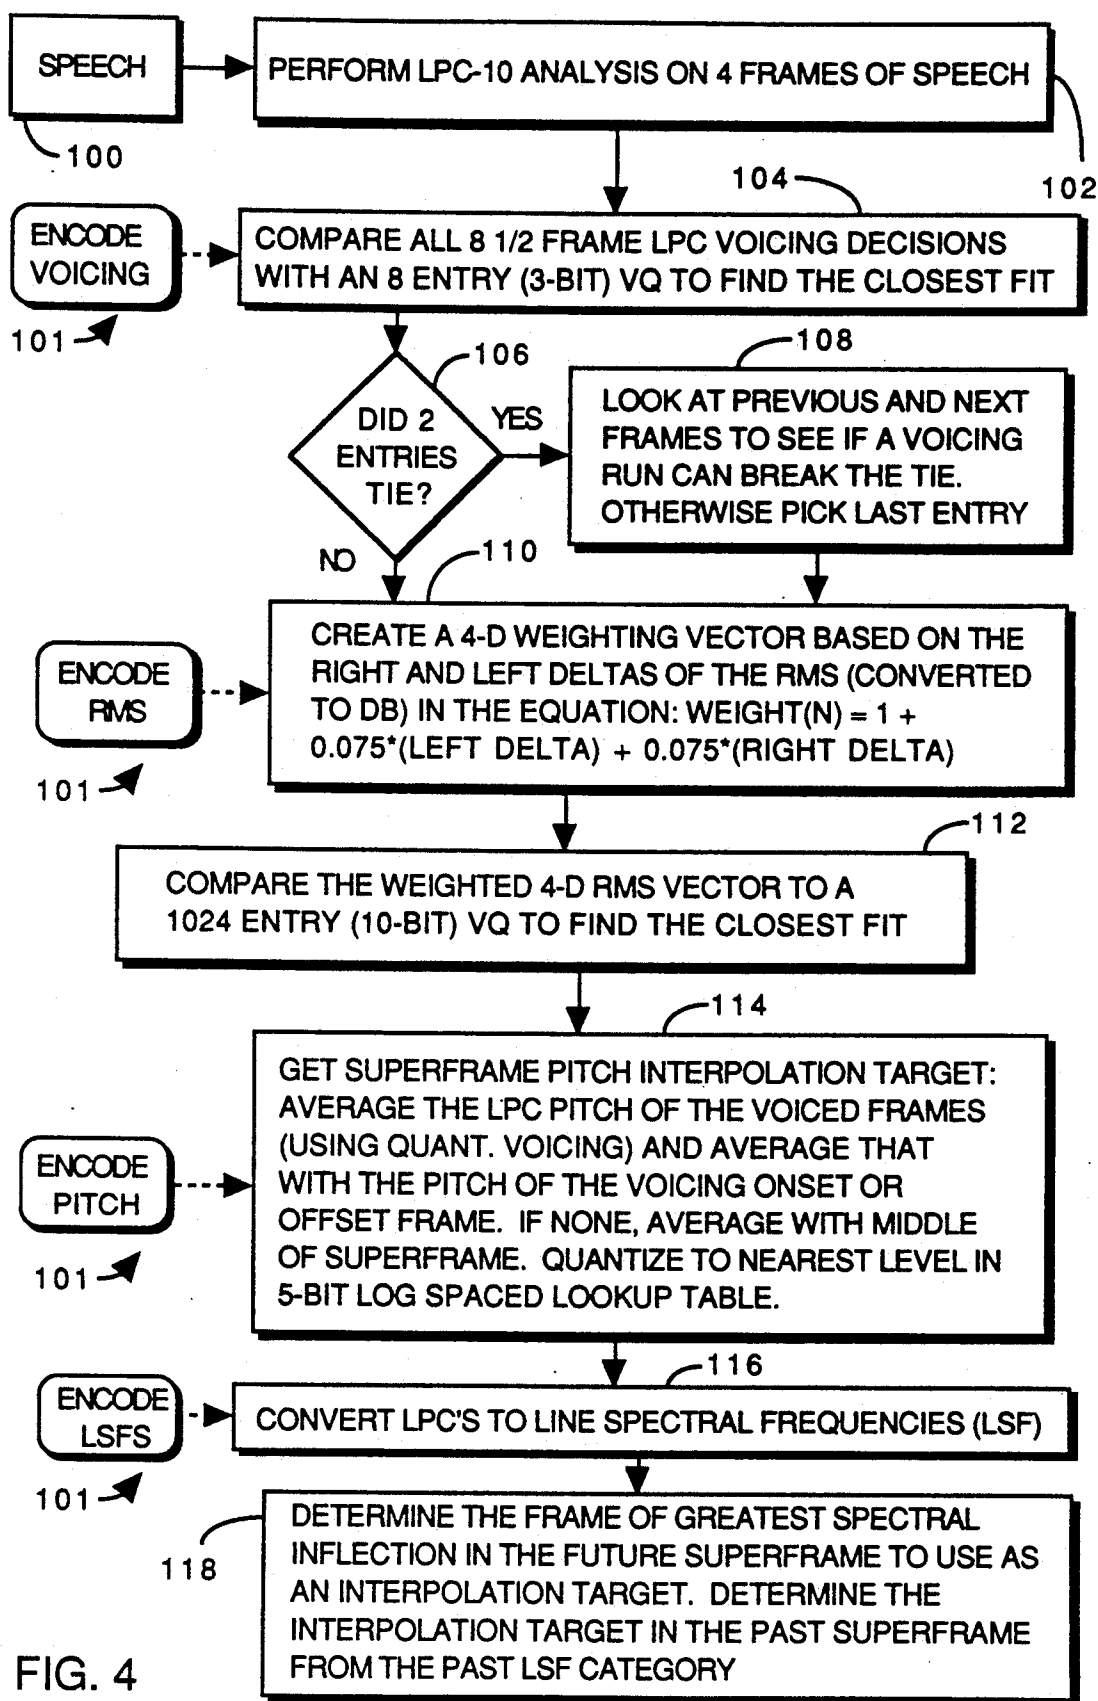 SPEECH
PERFORM LPC-10 ANALYSIS ON 4 FRAMES OF SPEECH
100
102
104
ENCODE
VOICING
101
COMPARE ALL 8 1/2 FRAME LPC VOICING DECISIONS
WITH AN 8 ENTRY (3-BIT) VQ TO FIND THE CLOSEST FIT
106
108
DID 2
ENTRIES
TIE?
YES
NO
LOOK AT PREVIOUS AND NEXT
FRAMES TO SEE IF A VOICING
RUN CAN BREAK THE TIE.
OTHERWISE PICK LAST ENTRY
110
ENCODE
RMS
101
CREATE A 4-D WEIGHTING VECTOR BASED ON THE
RIGHT AND LEFT DELTAS OF THE RMS (CONVERTED
TO DB) IN THE EQUATION: WEIGHT(N) = 1 +
0.075*(LEFT DELTA) + 0.075*(RIGHT DELTA)
112
COMPARE THE WEIGHTED 4-D RMS VECTOR TO A
1024 ENTRY (10-BIT) VQ TO FIND THE CLOSEST FIT
114
ENCODE
PITCH
101
GET SUPERFRAME PITCH INTERPOLATION TARGET:
AVERAGE THE LPC PITCH OF THE VOICED FRAMES
(USING QUANT. VOICING) AND AVERAGE THAT
WITH THE PITCH OF THE VOICING ONSET OR
OFFSET FRAME. IF NONE, AVERAGE WITH MIDDLE
OF SUPERFRAME. QUANTIZE TO NEAREST LEVEL IN
5-BIT LOG SPACED LOOKUP TABLE.
116
ENCODE
LSFS
101
CONVERT LPC'S TO LINE SPECTRAL FREQUENCIES (LSF)
118
DETERMINE THE FRAME OF GREATEST SPECTRAL
INFLECTION IN THE FUTURE SUPERFRAME TO USE AS
AN INTERPOLATION TARGET. DETERMINE THE
INTERPOLATION TARGET IN THE PAST SUPERFRAME
FROM THE PAST LSF CATEGORY
FIG. 4